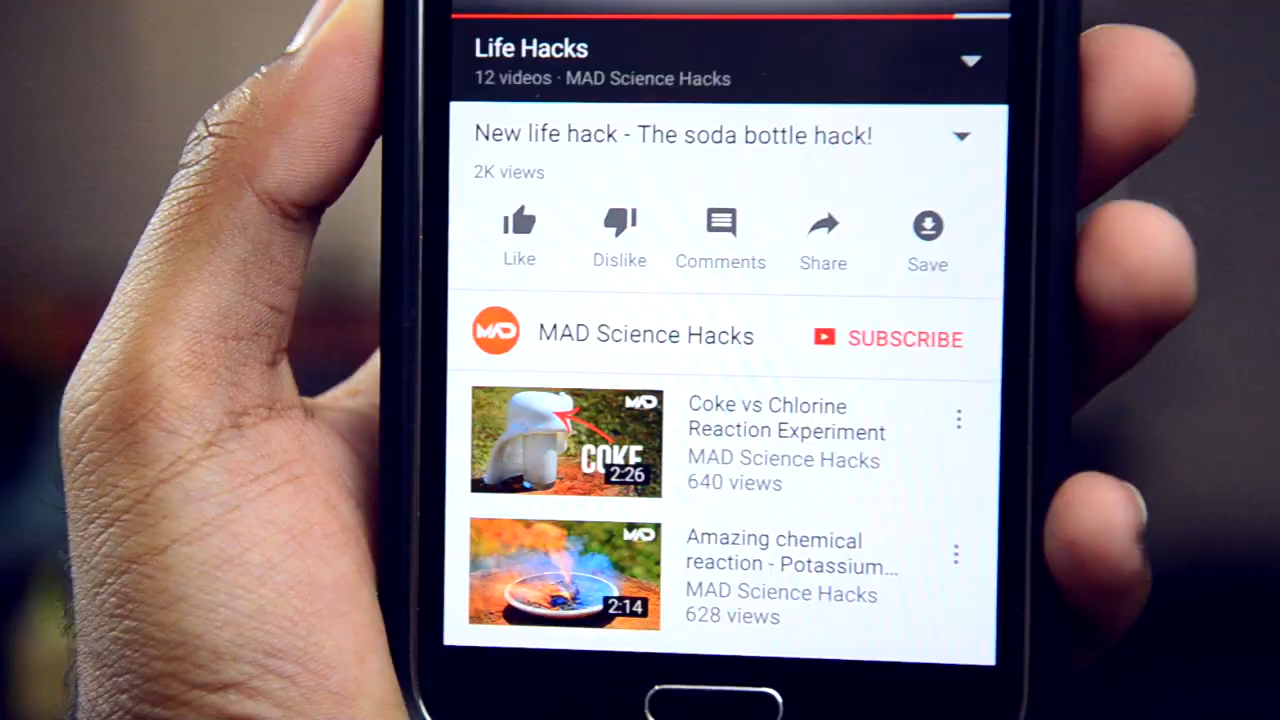 Life Hacks
12 videos · MAD Science Hacks
New life hack - The soda bottle hack!
2K views
Like Dislike Comments Share Save
MAD MAD Science Hacks SUBSCRIBE
MAD
COKE
2:26
Coke vs Chlorine
Reaction Experiment
MAD Science Hacks
640 views
MAD
2:14
Amazing chemical
reaction - Potassium...
MAD Science Hacks
628 views